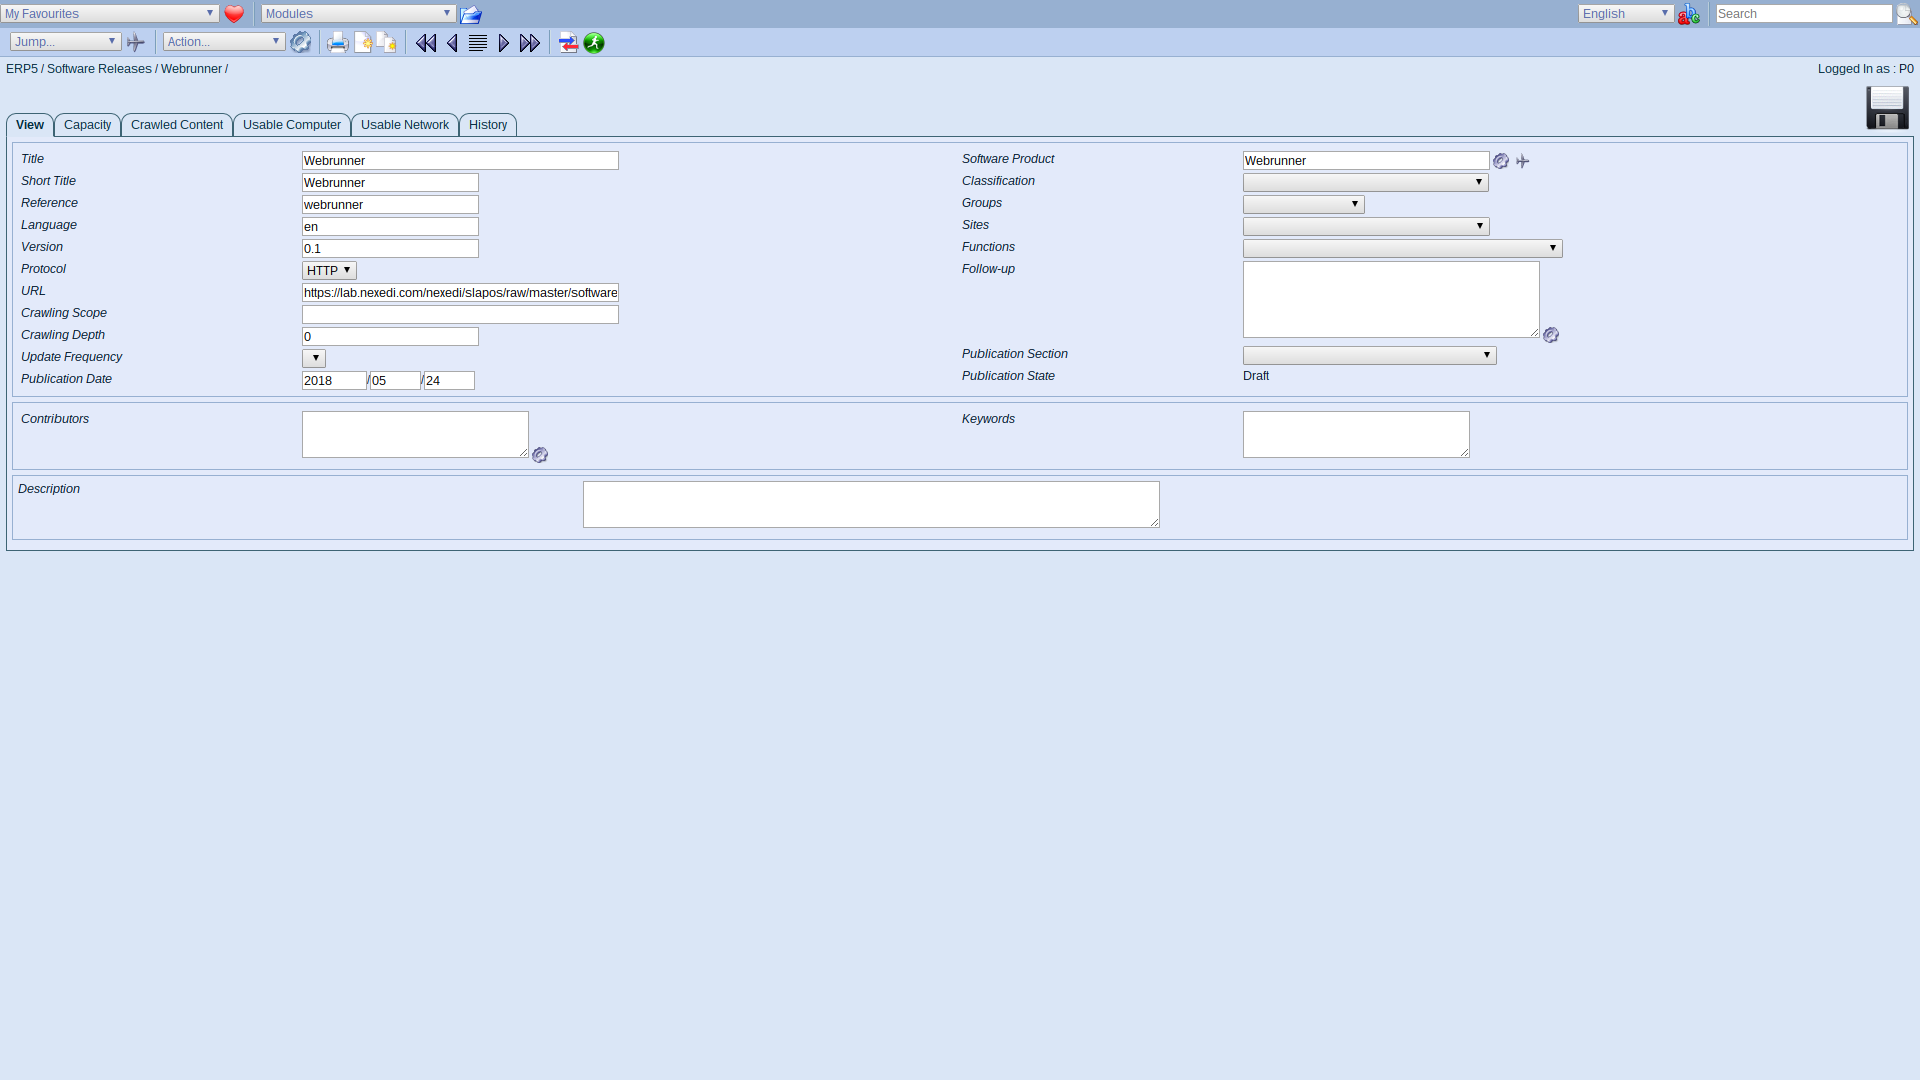 My Favourites
Modules
English
Search
Jump...
Action...
ERP5 / Software Releases / Webrunner /
Logged In as : P0
View
Capacity
Crawled Content
Usable Computer
Usable Network
History
Title
Webrunner
Short Title
Webrunner
Reference
webrunner
Language
en
Version
0.1
Protocol
HTTP
URL
https://lab.nexedi.com/nexedi/slapos/raw/master/software
Crawling Scope
Crawling Depth
0
Update Frequency
Publication Date
2018/05/24
Software Product
Webrunner
Classification
Groups
Sites
Functions
Follow-up
Publication Section
Publication State
Draft
Contributors
Keywords
Description